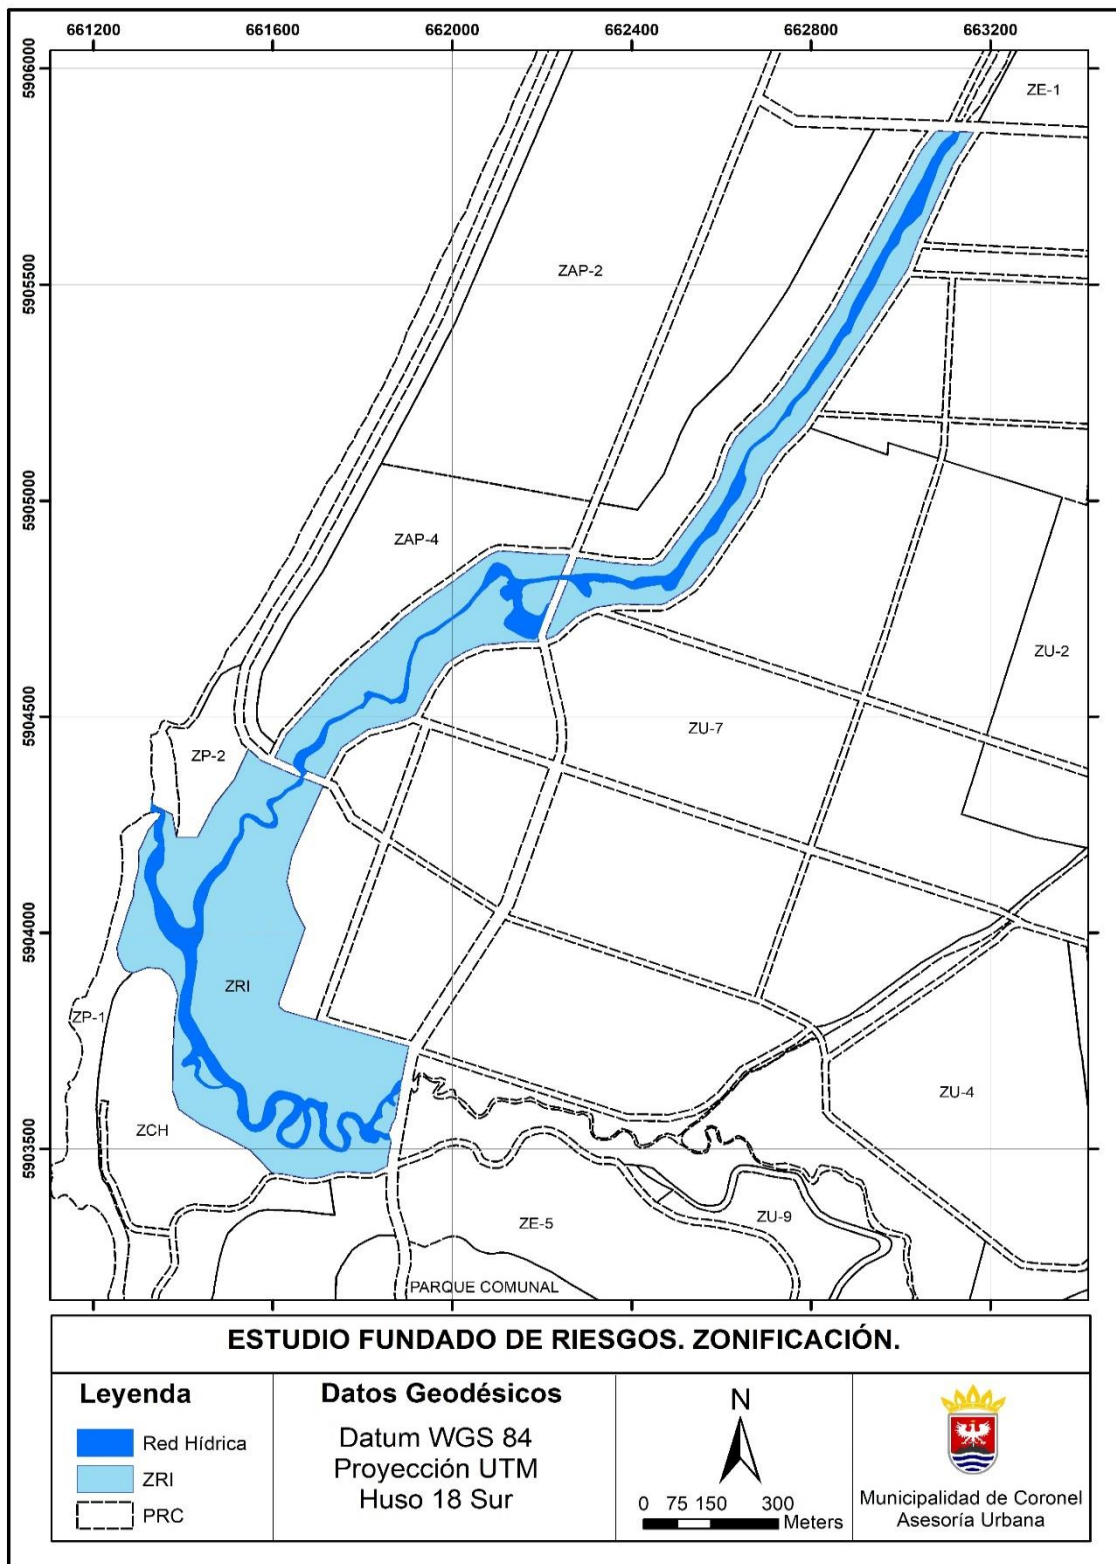 661200 661600 662000 662400 662800 663200
5906000
5905500
5905000
5904500
5904000
5903500
ZE-1
ZAP-2
ZAP-4
ZU-2
ZU-7
ZP-2
ZRI
ZP-1
ZU-4
ZCH
ZE-5
ZU-9
PARQUE COMUNAL
ESTUDIO FUNDADO DE RIESGOS. ZONIFICACIÓN.
Leyenda
Red Hídrica
ZRI
PRC
Datos Geodésicos
Datum WGS 84
Proyección UTM
Huso 18 Sur
N
0 75 150 300
Meters
Municipalidad de Coronel
Asesoría Urbana